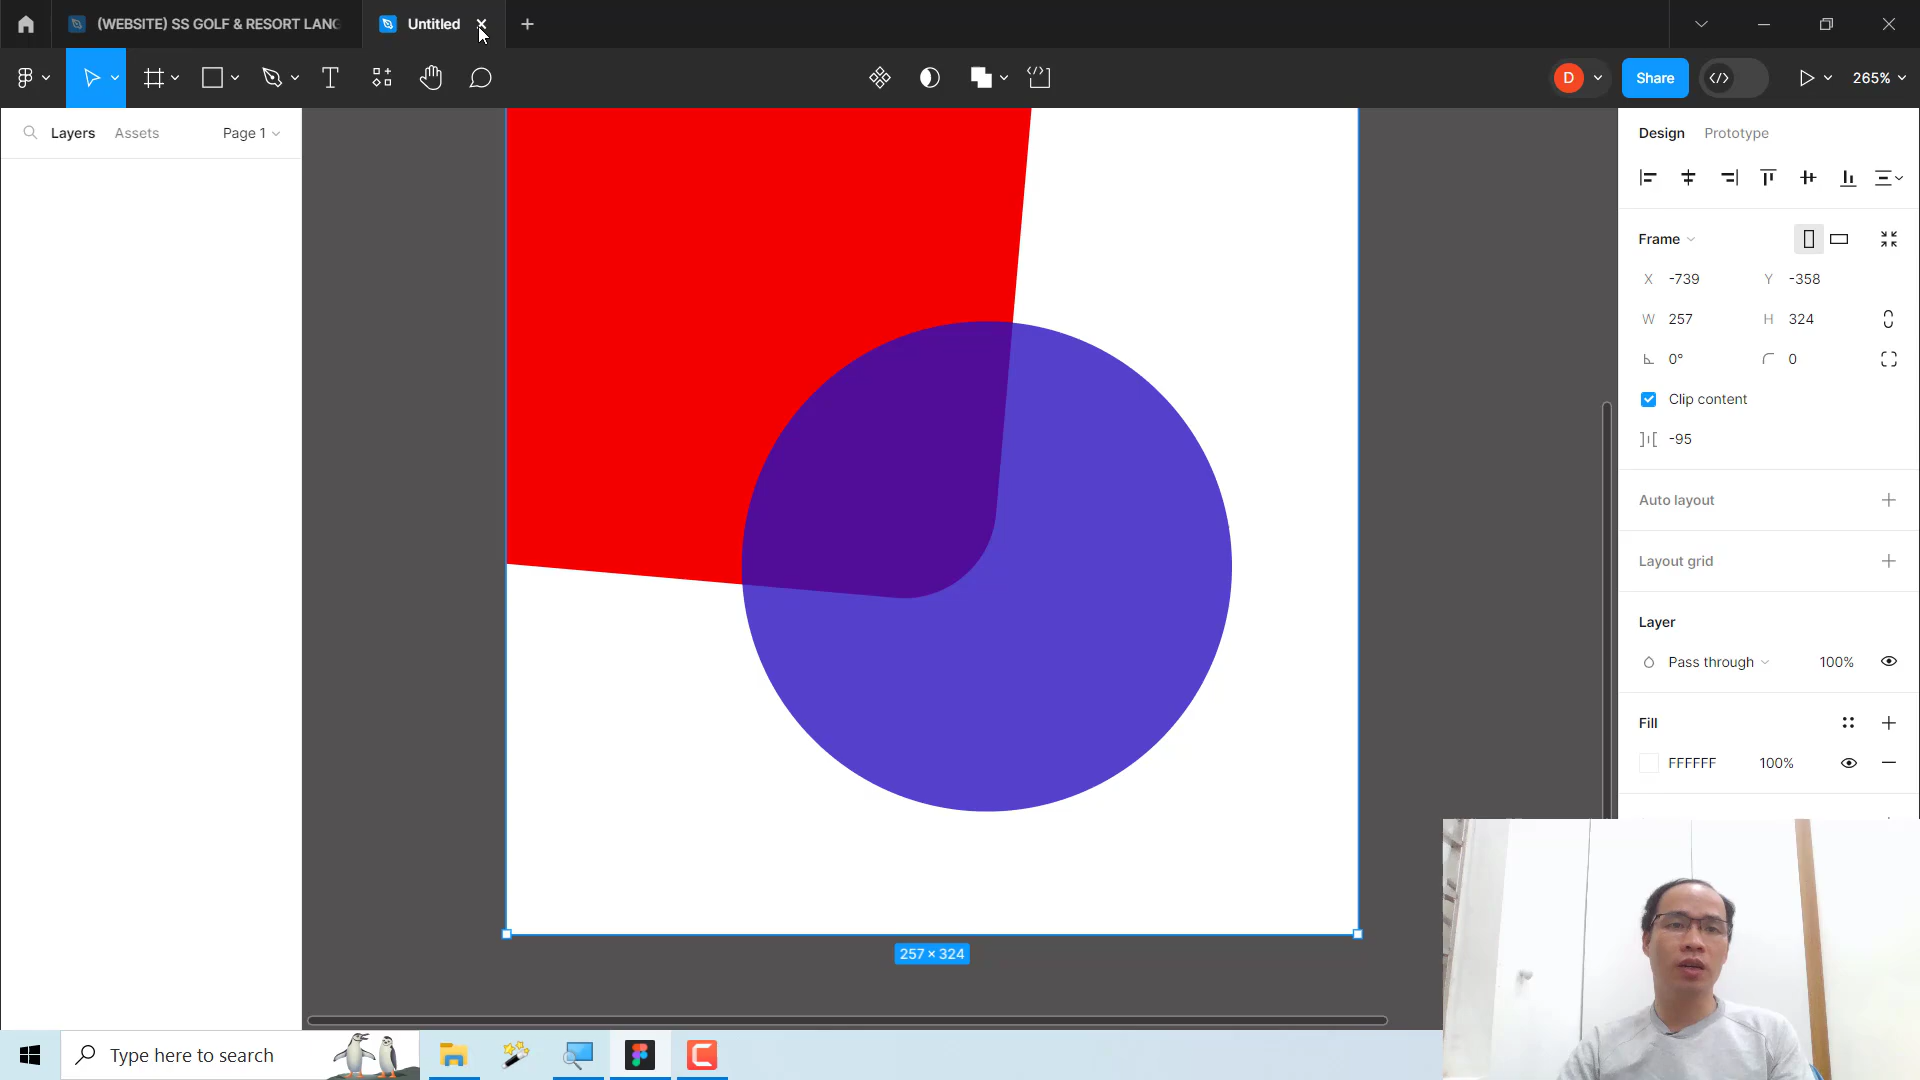 (WEBSITE) SS GOLF & RESORT LANG
Untitled
D
Share
265%
Layers
Assets
Page 1
Design
Prototype
Frame
X -739
Y -358
W 257
H 324
0°
0
Clip content
-95
Auto layout
Layout grid
Layer
Pass through
100%
Fill
FFFFFF
100%
257 × 324
Type here to search